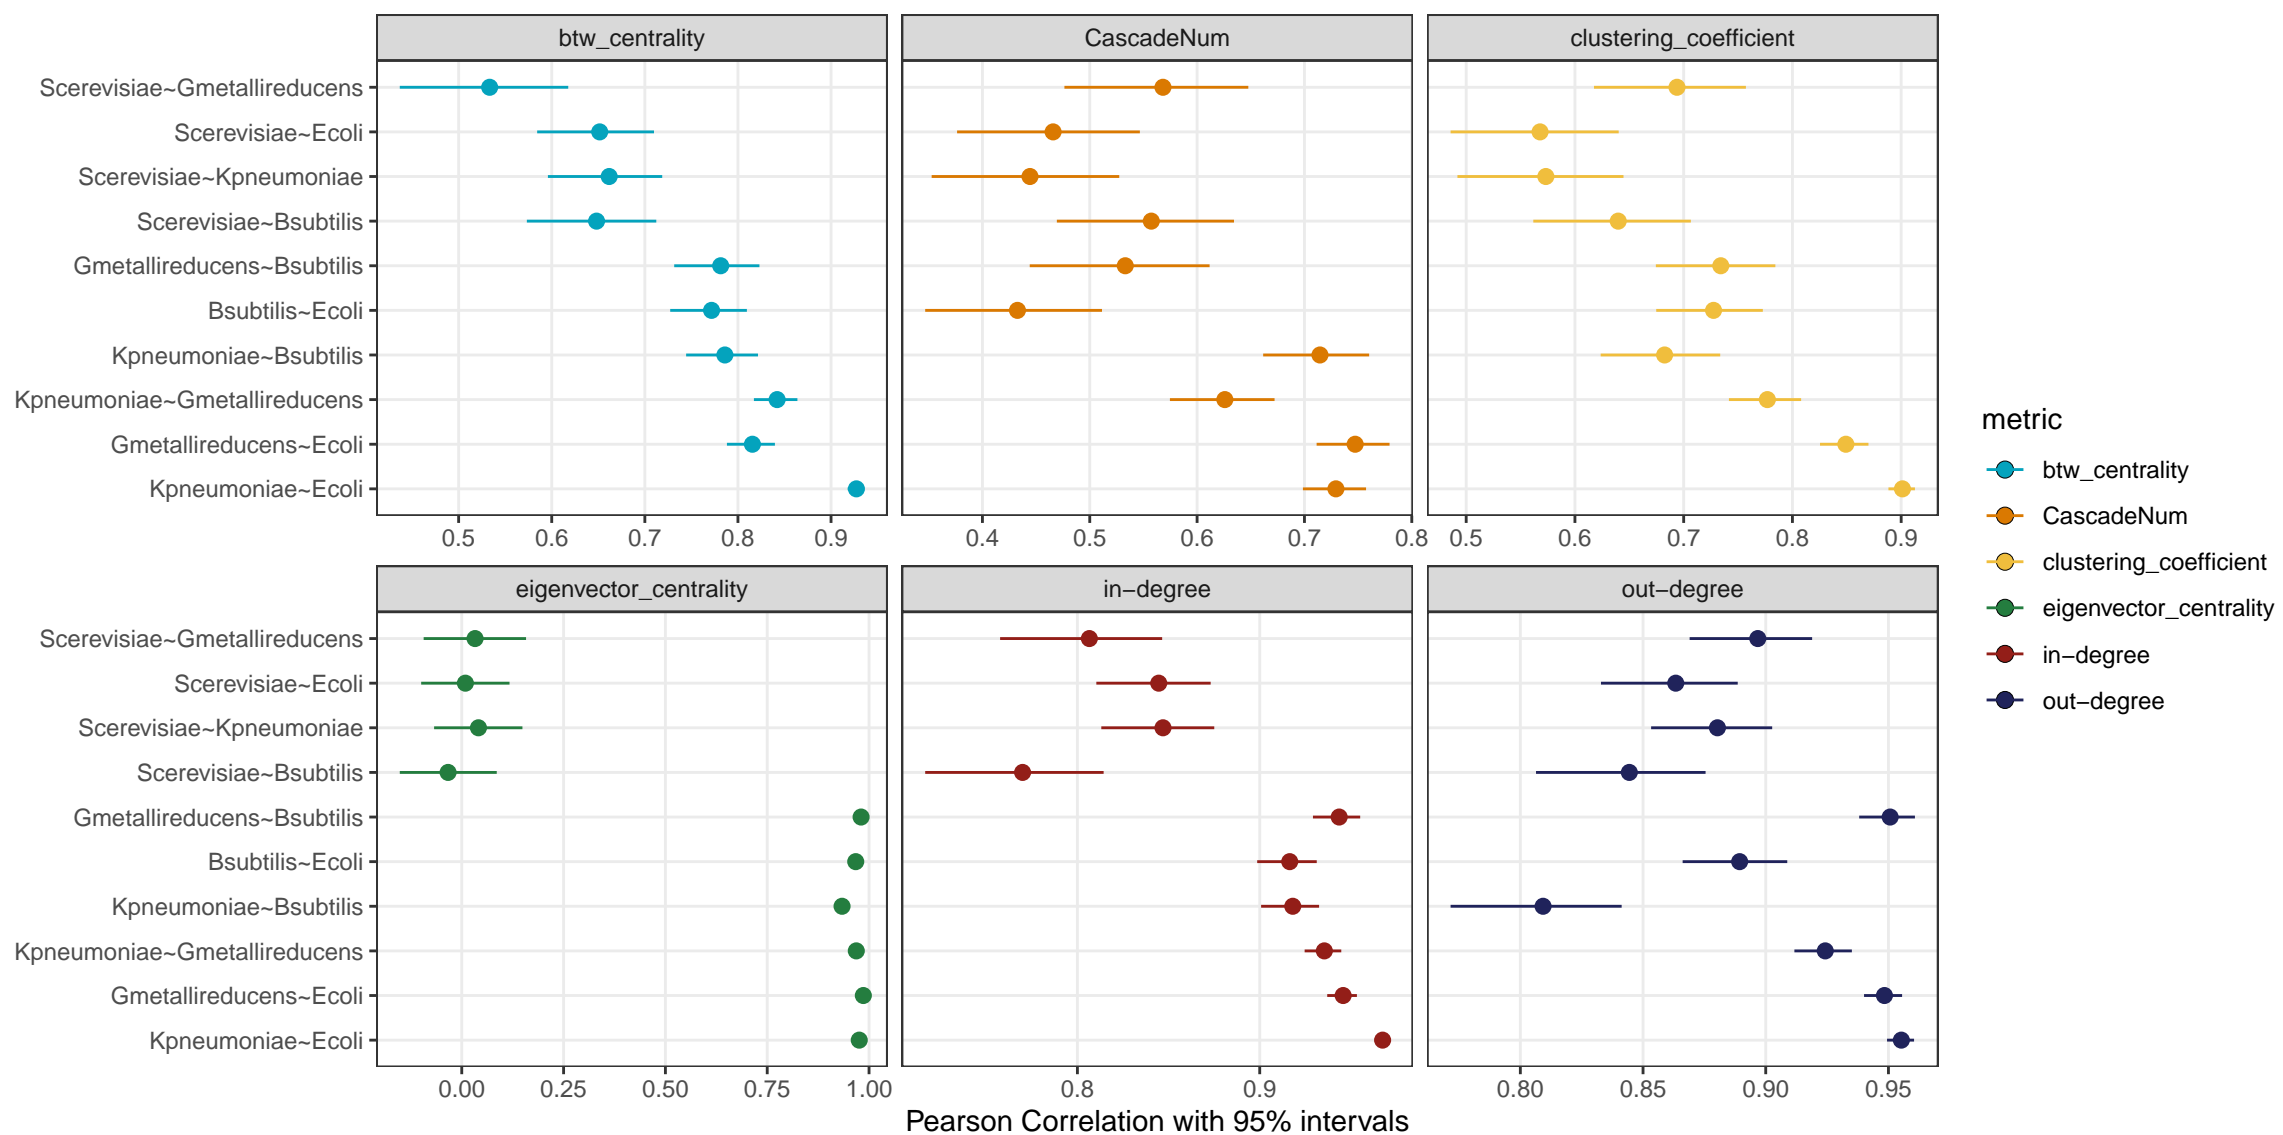 btw_centrality CascadeNum clustering_coefficient
Scerevisiae~Gmetallireducens
Scerevisiae~Ecoli
Scerevisiae~Kpneumoniae
Scerevisiae~Bsubtilis
Gmetallireducens~Bsubtilis
Bsubtilis~Ecoli
Kpneumoniae~Bsubtilis
Kpneumoniae~Gmetallireducens
Gmetallireducens~Ecoli
Kpneumoniae~Ecoli
0.5 0.6 0.7 0.8 0.9 0.4 0.5 0.6 0.7 0.8 0.5 0.6 0.7 0.8 0.9
eigenvector_centrality in−degree out−degree
Scerevisiae~Gmetallireducens
Scerevisiae~Ecoli
Scerevisiae~Kpneumoniae
Scerevisiae~Bsubtilis
Gmetallireducens~Bsubtilis
Bsubtilis~Ecoli
Kpneumoniae~Bsubtilis
Kpneumoniae~Gmetallireducens
Gmetallireducens~Ecoli
Kpneumoniae~Ecoli
0.00 0.25 0.50 0.75 1.00 0.8 0.9 0.80 0.85 0.90 0.95
Pearson Correlation with 95% intervals
metric
btw_centrality
CascadeNum
clustering_coefficient
eigenvector_centrality
in−degree
out−degree